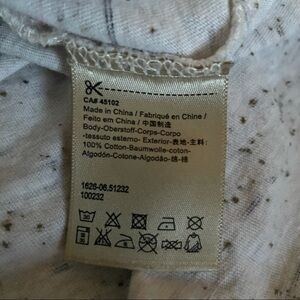 CA# 45102
Made in China / Fabriqué en Chine /
Feito em China / 中国制造
Body-Oberstoff-Corps-Corpo
-tessuto esterno- Exterior-表地-主料:
100% Cotton-Baumwolle-coton-
Algodón-Cotone-Algodão-綿-棉
1626-06.51232
100232